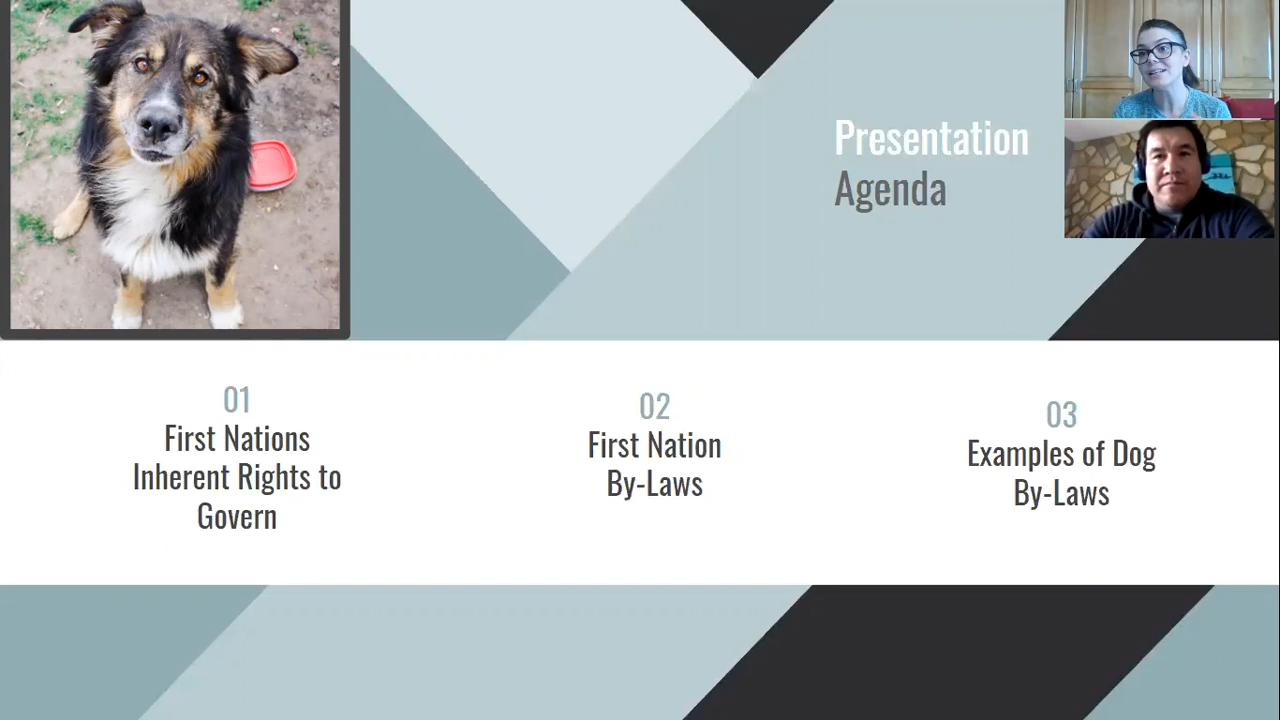 Presentation
Agenda
01
First Nations
Inherent Rights to
Govern
02
First Nation
By-Laws
03
Examples of Dog
By-Laws